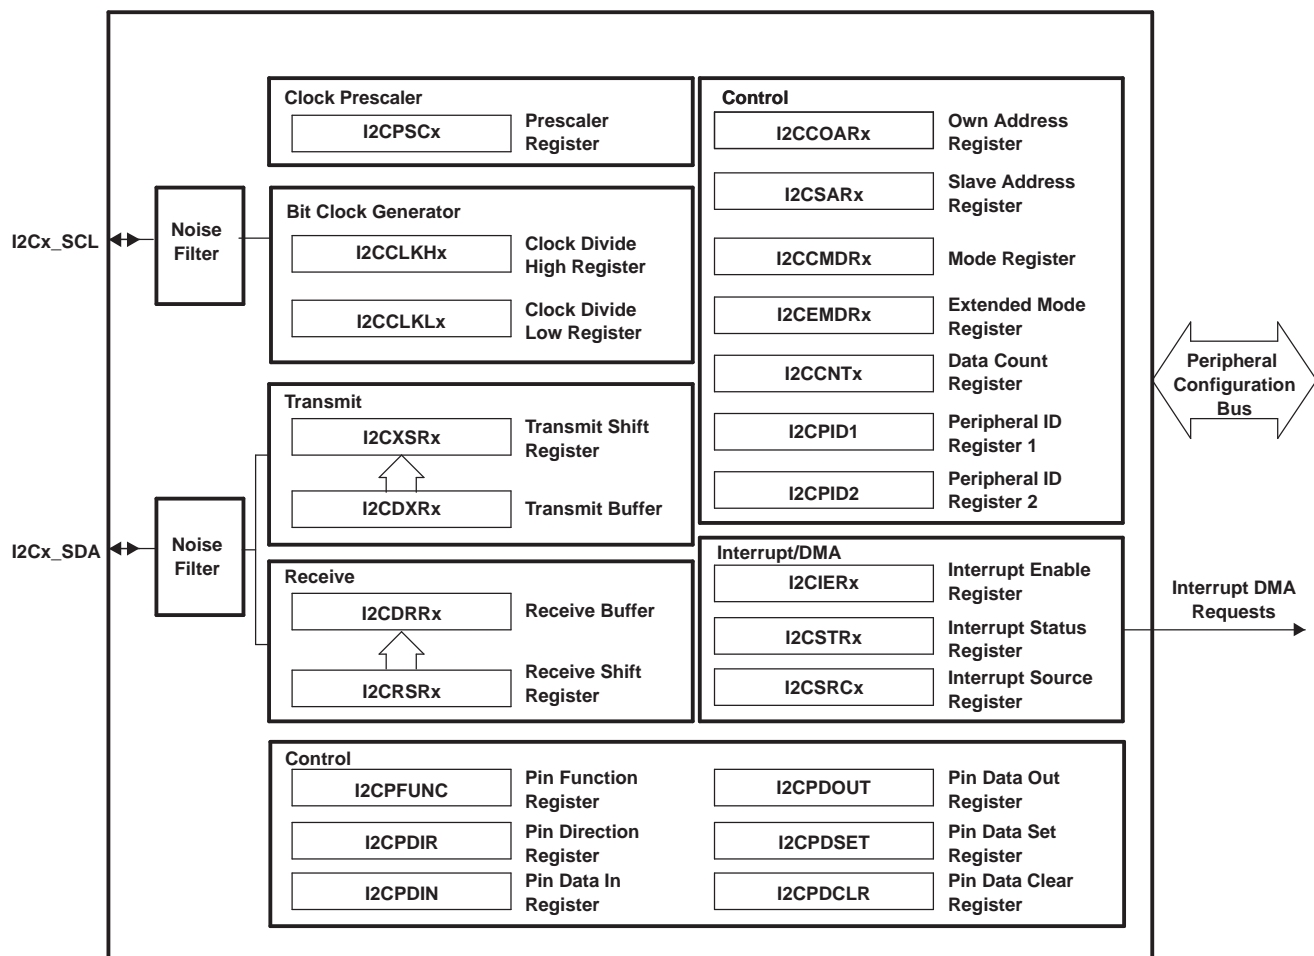 Clock Prescaler
I2CPSCx
Prescaler
Register
Control
I2CCOARx
Own Address
Register
I2CSARx
Slave Address
Register
I2CCMDRx
Mode Register
I2CEMDRx
Extended Mode
Register
I2CCNTx
Data Count
Register
I2CPID1
Peripheral ID
Register 1
I2CPID2
Peripheral ID
Register 2
I2Cx_SCL
Noise
Filter
Bit Clock Generator
I2CCLKHx
Clock Divide
High Register
I2CCLKLx
Clock Divide
Low Register
Peripheral
Configuration
Bus
Transmit
I2CXSRx
Transmit Shift
Register
I2CDXRx
Transmit Buffer
I2Cx_SDA
Noise
Filter
Receive
I2CDRRx
Receive Buffer
I2CRSRx
Receive Shift
Register
Interrupt/DMA
I2CIERx
Interrupt Enable
Register
I2CSTRx
Interrupt Status
Register
I2CSRCx
Interrupt Source
Register
Interrupt DMA
Requests
Control
I2CPFUNC
Pin Function
Register
I2CPDIR
Pin Direction
Register
I2CPDIN
Pin Data In
Register
I2CPDOUT
Pin Data Out
Register
I2CPDSET
Pin Data Set
Register
I2CPDCLR
Pin Data Clear
Register